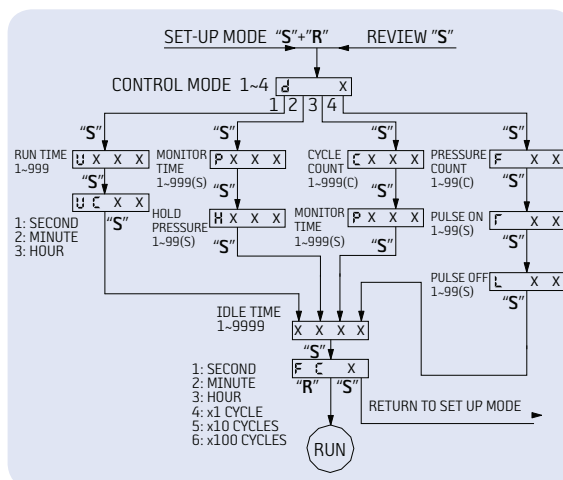 SET-UP MODE "S"+"R" REVIEW "S"
CONTROL MODE 1~4 d X
1 2 3 4
"S" "S" "S" "S"
RUN TIME
1~999
U X X X
MONITOR
TIME
1~999(S)
P X X X
CYCLE
COUNT
1~999(C)
C X X X
PRESSURE
COUNT
1~99(C)
F X X
"S" "S" "S" "S"
U C X X
"S"
1: SECOND
2: MINUTE
3: HOUR
HOLD
PRESSURE
1~99(S)
H X X X
"S"
MONITOR
TIME
1~999(S)
P X X X
"S"
PULSE ON
1~99(S)
Γ X X
"S"
PULSE OFF
1~99(S)
L X X
"S"
IDLE TIME
1~9999
X X X X
"S"
F C X
"R" "S"
1: SECOND
2: MINUTE
3: HOUR
4: x1 CYCLE
5: x10 CYCLES
6: x100 CYCLES
RETURN TO SET UP MODE
RUN